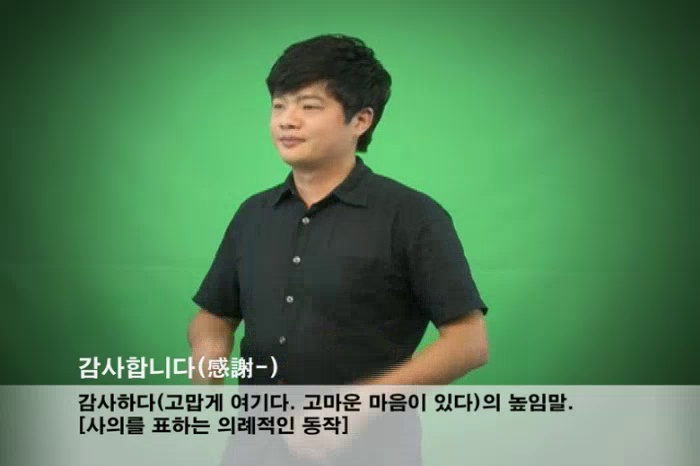 감사합니다(感謝-)
감사하다(고맙게 여기다. 고마운 마음이 있다)의 높임말.
[사의를 표하는 의례적인 동작]